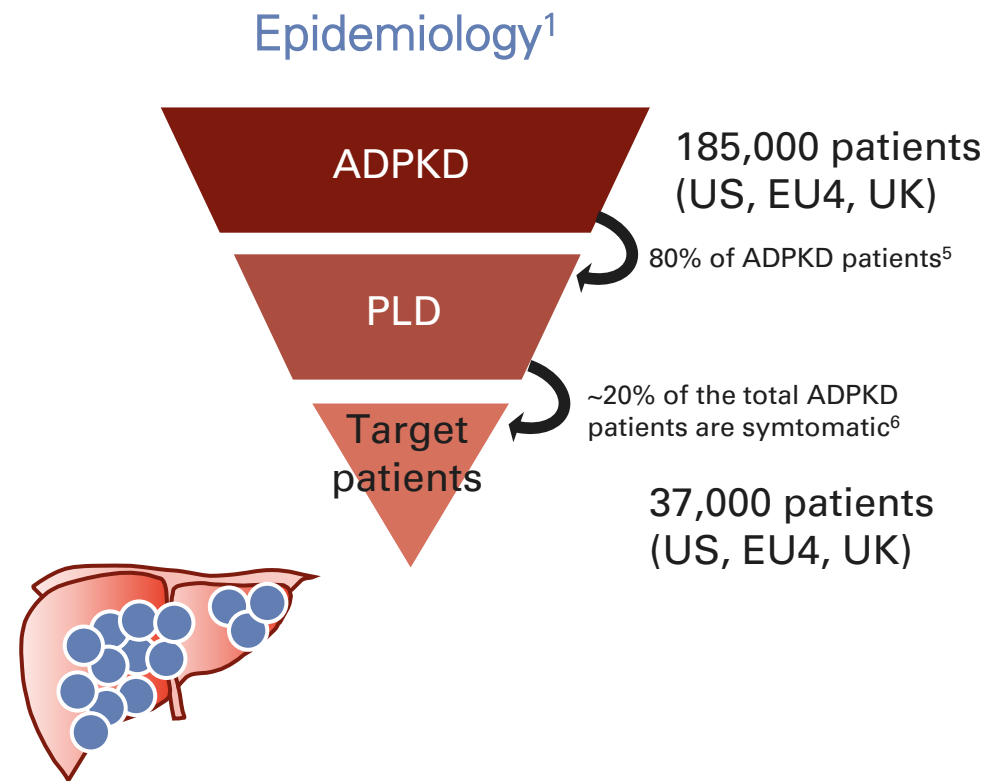 Epidemiology¹
ADPKD
185,000 patients
(US, EU4, UK)
80% of ADPKD patients⁵
PLD
~20% of the total ADPKD
patients are symtomatic⁶
Target
patients
37,000 patients
(US, EU4, UK)